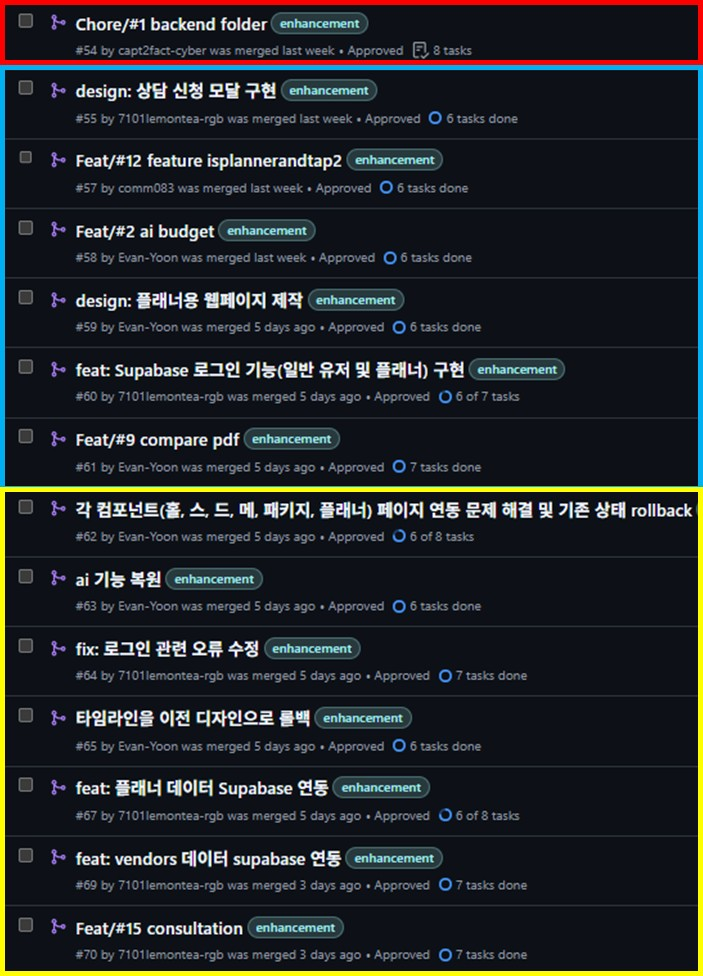 Chore/#1 backend folder enhancement
#54 by capt2fact-cyber was merged last week • Approved 8 tasks
design: 상담 신청 모달 구현 enhancement
#55 by 7101lemontea-rgb was merged last week • Approved 6 tasks done
Feat/#12 feature isplannerandtap2 enhancement
#57 by comm083 was merged last week • Approved 6 tasks done
Feat/#2 ai budget enhancement
#58 by Evan-Yoon was merged last week • Approved 6 tasks done
design: 플래너용 웹페이지 제작 enhancement
#59 by Evan-Yoon was merged 5 days ago • Approved 6 tasks done
feat: Supabase 로그인 기능(일반 유저 및 플래너) 구현 enhancement
#60 by 7101lemontea-rgb was merged 5 days ago • Approved 6 of 7 tasks
Feat/#9 compare pdf enhancement
#61 by Evan-Yoon was merged 5 days ago • Approved 7 tasks done
각 컴포넌트(홀, 스, 드, 메, 패키지, 플래너) 페이지 연동 문제 해결 및 기존 상태 rollback
#62 by Evan-Yoon was merged 5 days ago • Approved 6 of 8 tasks
ai 기능 복원 enhancement
#63 by Evan-Yoon was merged 5 days ago • Approved 6 tasks done
fix: 로그인 관련 오류 수정 enhancement
#64 by 7101lemontea-rgb was merged 5 days ago • Approved 7 tasks done
타임라인을 이전 디자인으로 롤백 enhancement
#65 by Evan-Yoon was merged 5 days ago • Approved 6 tasks done
feat: 플래너 데이터 Supabase 연동 enhancement
#67 by 7101lemontea-rgb was merged 5 days ago • Approved 6 of 8 tasks
feat: vendors 데이터 supabase 연동 enhancement
#69 by 7101lemontea-rgb was merged 3 days ago • Approved 7 tasks done
Feat/#15 consultation enhancement
#70 by 7101lemontea-rgb was merged 3 days ago • Approved 7 tasks done